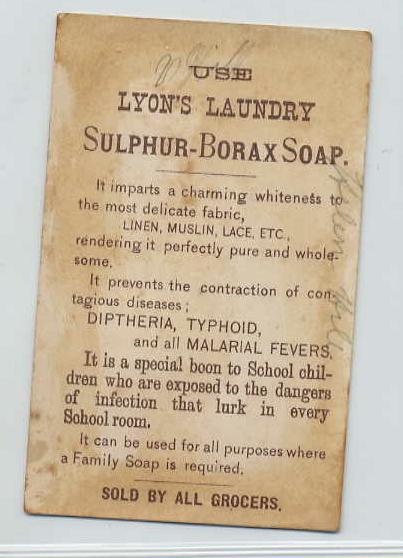 USE
LYON'S LAUNDRY
SULPHUR-BORAX SOAP.
It imparts a charming whiteness to
the most delicate fabric,
LINEN, MUSLIN, LACE, ETC.,
rendering it perfectly pure and whole-
some.
It prevents the contraction of con-
tagious diseases;
DIPTHERIA, TYPHOID,
and all MALARIAL FEVERS,
It is a special boon to School chil-
dren who are exposed to the dangers
of infection that lurk in every
School room.
It can be used for all purposes where
a Family Soap is required,
SOLD BY ALL GROCERS.